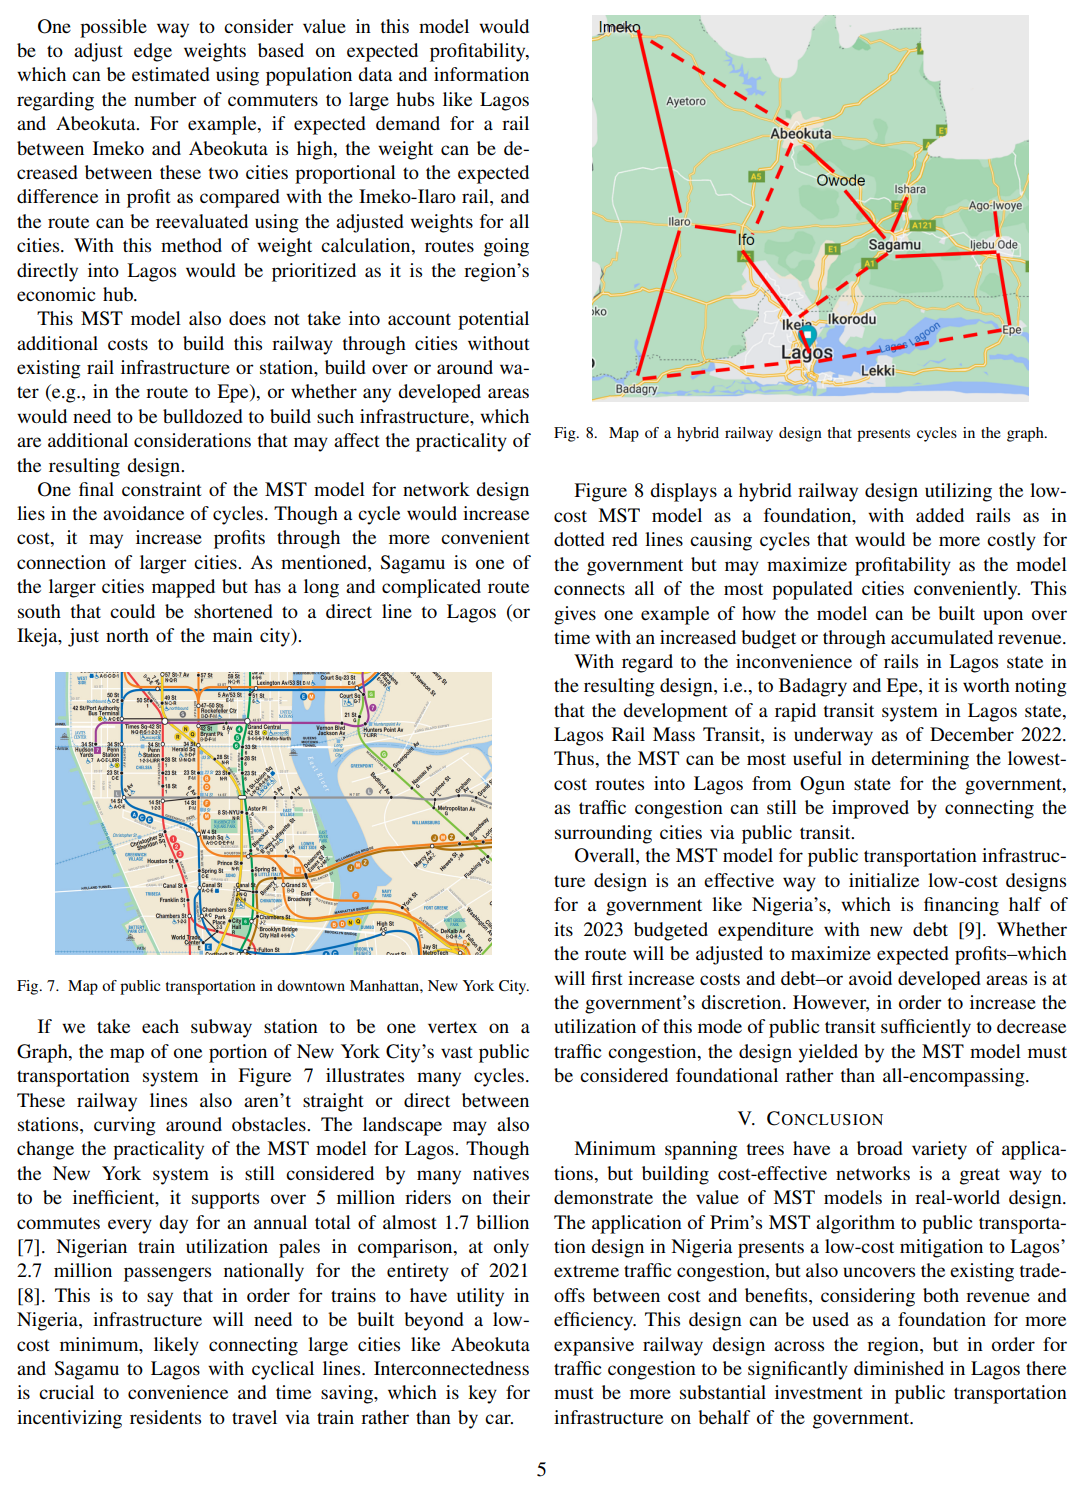 One possible way to consider value in this model would
be to adjust edge weights based on expected profitability,
which can be estimated using population data and information
regarding the number of commuters to large hubs like Lagos
and Abeokuta. For example, if expected demand for a rail
between Imeko and Abeokuta is high, the weight can be de-
creased between these two cities proportional to the expected
difference in profit as compared with the Imeko-Ilaro rail, and
the route can be reevaluated using the adjusted weights for all
cities. With this method of weight calculation, routes going
directly into Lagos would be prioritized as it is the region's
economic hub.
This MST model also does not take into account potential
additional costs to build this railway through cities without
existing rail infrastructure or station, build over or around wa-
ter (e.g., in the route to Epe), or whether any developed areas
would need to be bulldozed to build such infrastructure, which
are additional considerations that may affect the practicality of
the resulting design.
One final constraint of the MST model for network design
lies in the avoidance of cycles. Though a cycle would increase
cost, it may increase profits through the more convenient
connection of larger cities. As mentioned, Sagamu is one of
the larger cities mapped but has a long and complicated route
south that could be shortened to a direct line to Lagos (or
Ikeja, just north of the main city).
Fig. 7. Map of public transportation in downtown Manhattan, New York City.
If we take each subway station to be one vertex on a
Graph, the map of one portion of New York City's vast public
transportation system in Figure 7 illustrates many cycles.
These railway lines also aren't straight or direct between
stations, curving around obstacles. The landscape may also
change the practicality of the MST model for Lagos. Though
the New York system is still considered by many natives
to be inefficient, it supports over 5 million riders on their
commutes every day for an annual total of almost 1.7 billion
[7]. Nigerian train utilization pales in comparison, at only
2.7 million passengers nationally for the entirety of 2021
[8]. This is to say that in order for trains to have utility in
Nigeria, infrastructure will need to be built beyond a low-
cost minimum, likely connecting large cities like Abeokuta
and Sagamu to Lagos with cyclical lines. Interconnectedness
is crucial to convenience and time saving, which is key for
incentivizing residents to travel via train rather than by car.
Imeko
Ayetoro
Abeokuta
E1
A5
Owode
Ishara
Ago-Iwoye
Ilaro
A121
Ifo
E1
Sagamu
Ijebu Ode
A1
oko
Ikeja
Ikorodu
Epe
Lagos Lagoon
Lagos
Lekki
Badagry
Fig. 8. Map of a hybrid railway design that presents cycles in the graph.
Figure 8 displays a hybrid railway design utilizing the low-
cost MST model as a foundation, with added rails as in
dotted red lines causing cycles that would be more costly for
the government but may maximize profitability as the model
connects all of the most populated cities conveniently. This
gives one example of how the model can be built upon over
time with an increased budget or through accumulated revenue.
With regard to the inconvenience of rails in Lagos state in
the resulting design, i.e., to Badagry and Epe, it is worth noting
that the development of a rapid transit system in Lagos state,
Lagos Rail Mass Transit, is underway as of December 2022.
Thus, the MST can be most useful in determining the lowest-
cost routes into Lagos from Ogun state for the government,
as traffic congestion can still be improved by connecting the
surrounding cities via public transit.
Overall, the MST model for public transportation infrastruc-
ture design is an effective way to initialize low-cost designs
for a government like Nigeria's, which is financing half of
its 2023 budgeted expenditure with new debt [9]. Whether
the route will be adjusted to maximize expected profits–which
will first increase costs and debt–or avoid developed areas is at
the government's discretion. However, in order to increase the
utilization of this mode of public transit sufficiently to decrease
traffic congestion, the design yielded by the MST model must
be considered foundational rather than all-encompassing.
V. CONCLUSION
Minimum spanning trees have a broad variety of applica-
tions, but building cost-effective networks is a great way to
demonstrate the value of MST models in real-world design.
The application of Prim's MST algorithm to public transporta-
tion design in Nigeria presents a low-cost mitigation to Lagos'
extreme traffic congestion, but also uncovers the existing trade-
offs between cost and benefits, considering both revenue and
efficiency. This design can be used as a foundation for more
expansive railway design across the region, but in order for
traffic congestion to be significantly diminished in Lagos there
must be more substantial investment in public transportation
infrastructure on behalf of the government.
5